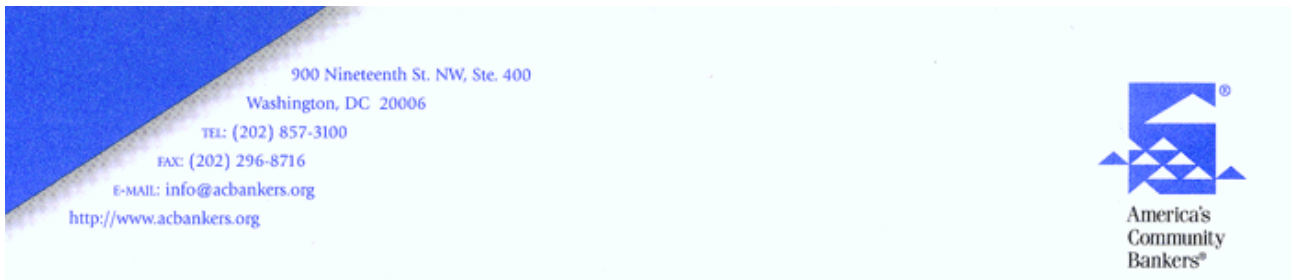 900 Nineteenth St. NW, Ste. 400
Washington, DC 20006
TEL: (202) 857-3100
FAX: (202) 296-8716
E-MAIL: info@acbankers.org
http://www.acbankers.org
®
America's
Community
Bankers®